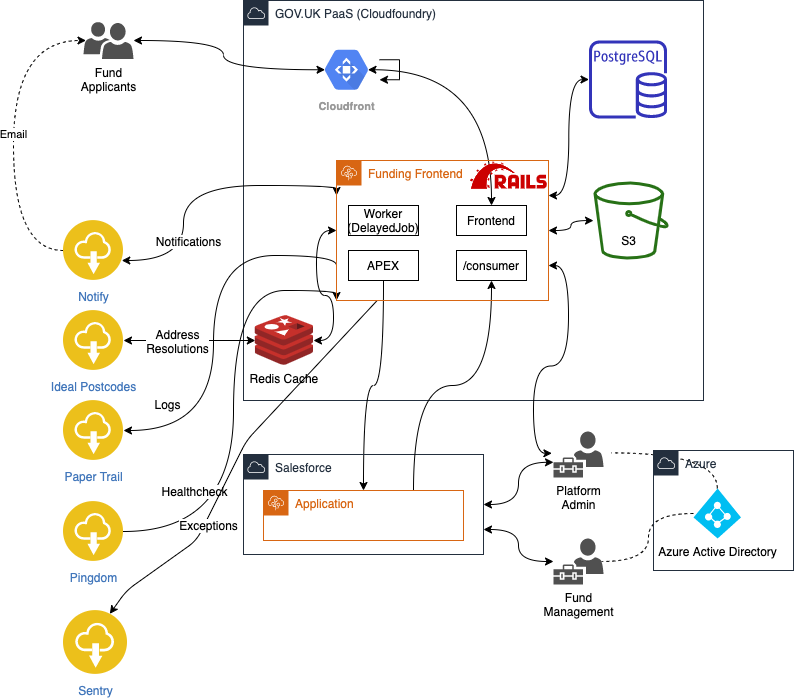 GOV.UK PaaS (Cloudfoundry)
Fund
Applicants
Cloudfront
PostgreSQL
Email
Funding Frontend
RAILS
Worker
(DelayedJob)
Frontend
S3
Notifications
APEX
/consumer
Notify
Address
Resolutions
Ideal Postcodes
Redis Cache
Logs
Paper Trail
Salesforce
Azure
Healthcheck
Application
Platform
Admin
Exceptions
Azure Active Directory
Pingdom
Fund
Management
Sentry